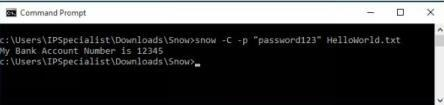 Command Prompt
c:\Users\IPSpecialist\Downloads\Snow>snow -C -p "password123" HelloWorld.txt
My Bank Account Number is 12345
c:\Users\IPSpecialist\Downloads\Snow>